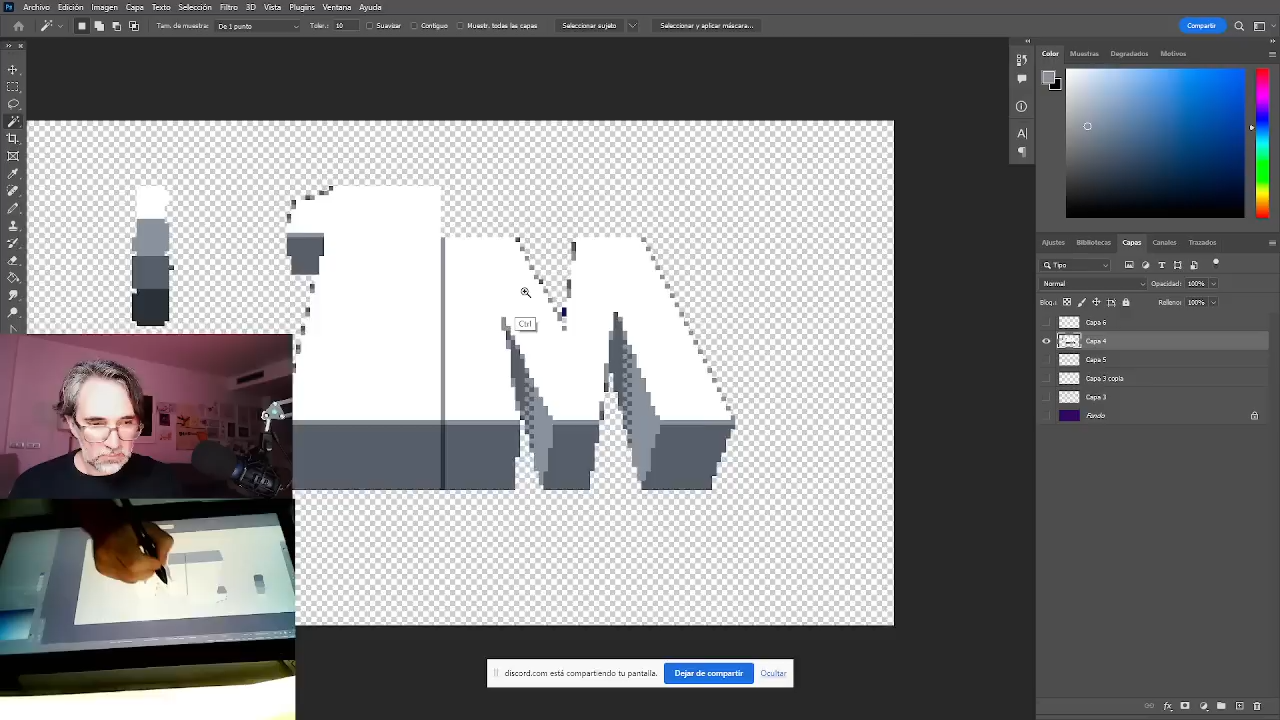 Ps Archivo Edición Imagen Capa Texto Selección Filtro 3D Vista Plugins Ventana Ayuda
Tam. de muestra: De 1 punto Toler.: 10 Suavizar Contiguo Muestr. todas las capas Seleccionar sujeto Seleccionar y aplicar máscara... Compartir
Color Muestras Degradados Motivos
Ajustes Bibliotecas Capas Canales Trazados
Tipo
Normal Opacidad: 100%
Bloq.: Relleno: 100%
Capa 6
Capa 4
Capa 5
Capa 3 copia
Capa 3
Fondo
Ctrl
discord.com está compartiendo tu pantalla. Dejar de compartir Ocultar